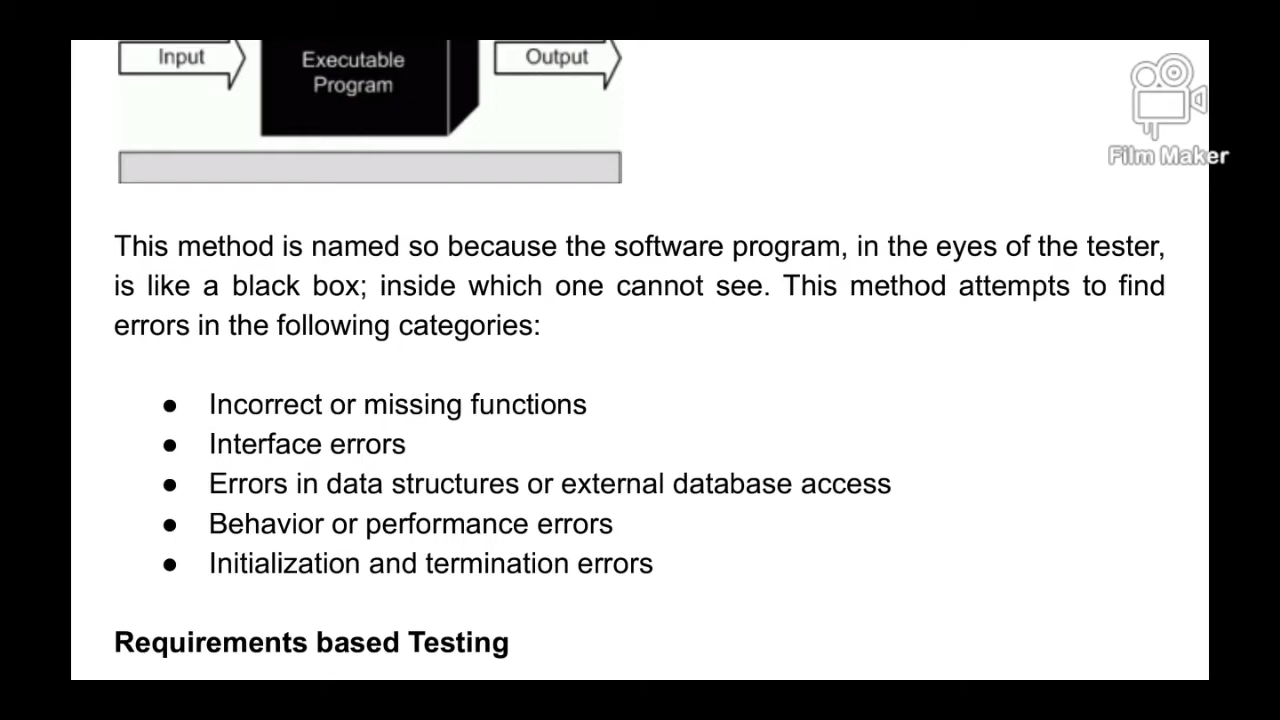 Input
Executable
Program
Output
Film Maker
This method is named so because the software program, in the eyes of the tester,
is like a black box; inside which one cannot see. This method attempts to find
errors in the following categories:
● Incorrect or missing functions
● Interface errors
● Errors in data structures or external database access
● Behavior or performance errors
● Initialization and termination errors
Requirements based Testing